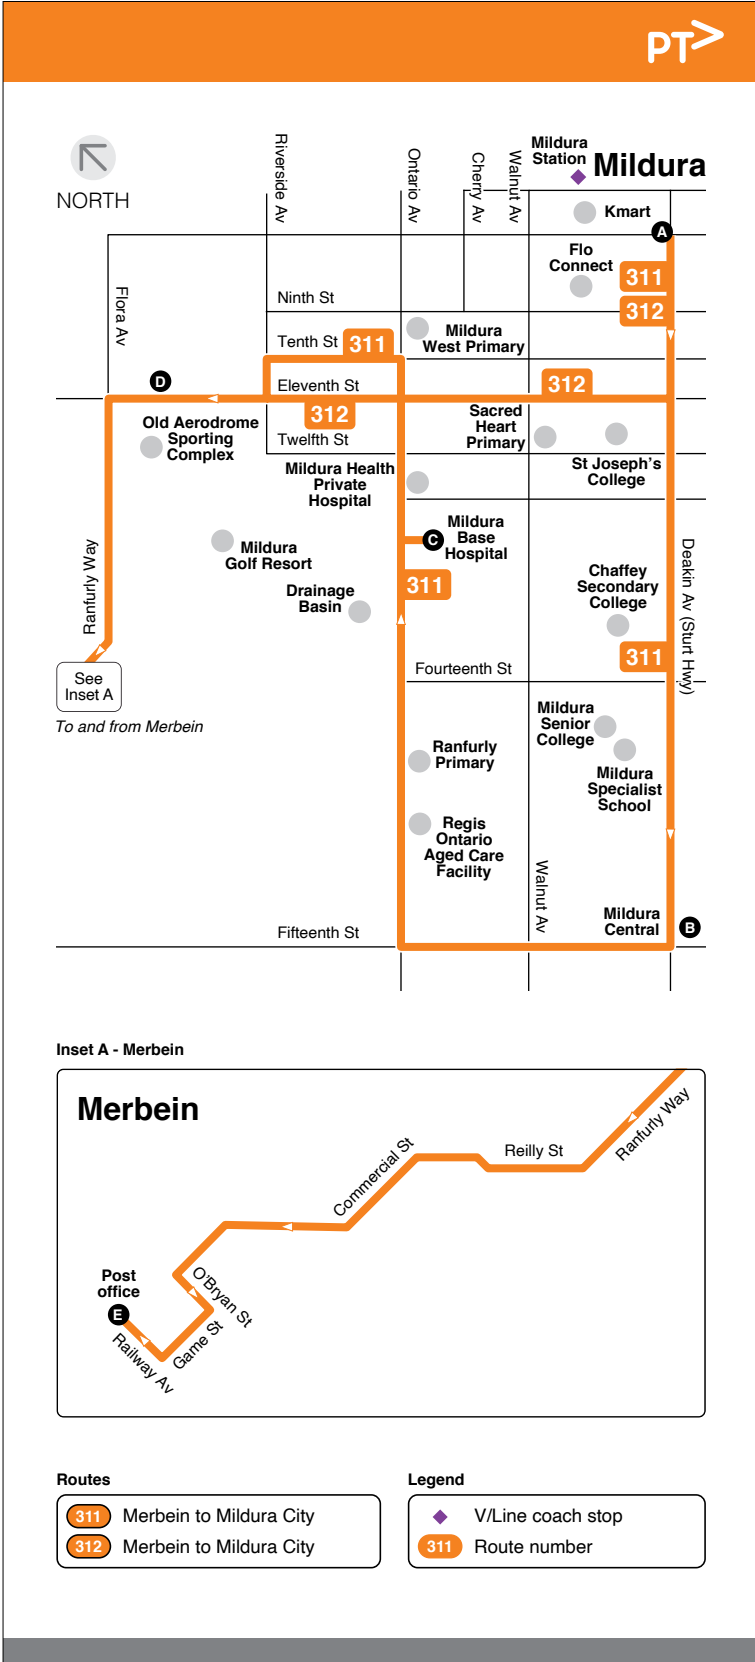 PT>
NORTH
Riverside Av
Ontario Av
Cherry Av
Walnut Av
Mildura
Station
Mildura
Kmart
A
Flo
Connect
311
312
Flora Av
Ninth St
Tenth St
311
Mildura
West Primary
D
Eleventh St
312
312
Old Aerodrome
Sporting
Complex
Twelfth St
Sacred
Heart
Primary
St Joseph's
College
Mildura Health
Private
Hospital
C
Mildura
Base
Hospital
Mildura
Golf Resort
Drainage
Basin
311
Chaffey
Secondary
College
Ranfurly Way
Deakin Av (Sturt Hwy)
311
See
Inset A
To and from Merbein
Fourteenth St
Mildura
Senior
College
Ranfurly
Primary
Mildura
Specialist
School
Regis
Ontario
Aged Care
Facility
Walnut Av
Mildura
Central
B
Fifteenth St
Inset A - Merbein
Merbein
Ranfurly Way
Reilly St
Commercial St
Post
office
E
O'Bryan St
Game St
Railway Av
Routes
311 Merbein to Mildura City
312 Merbein to Mildura City
Legend
V/Line coach stop
311 Route number